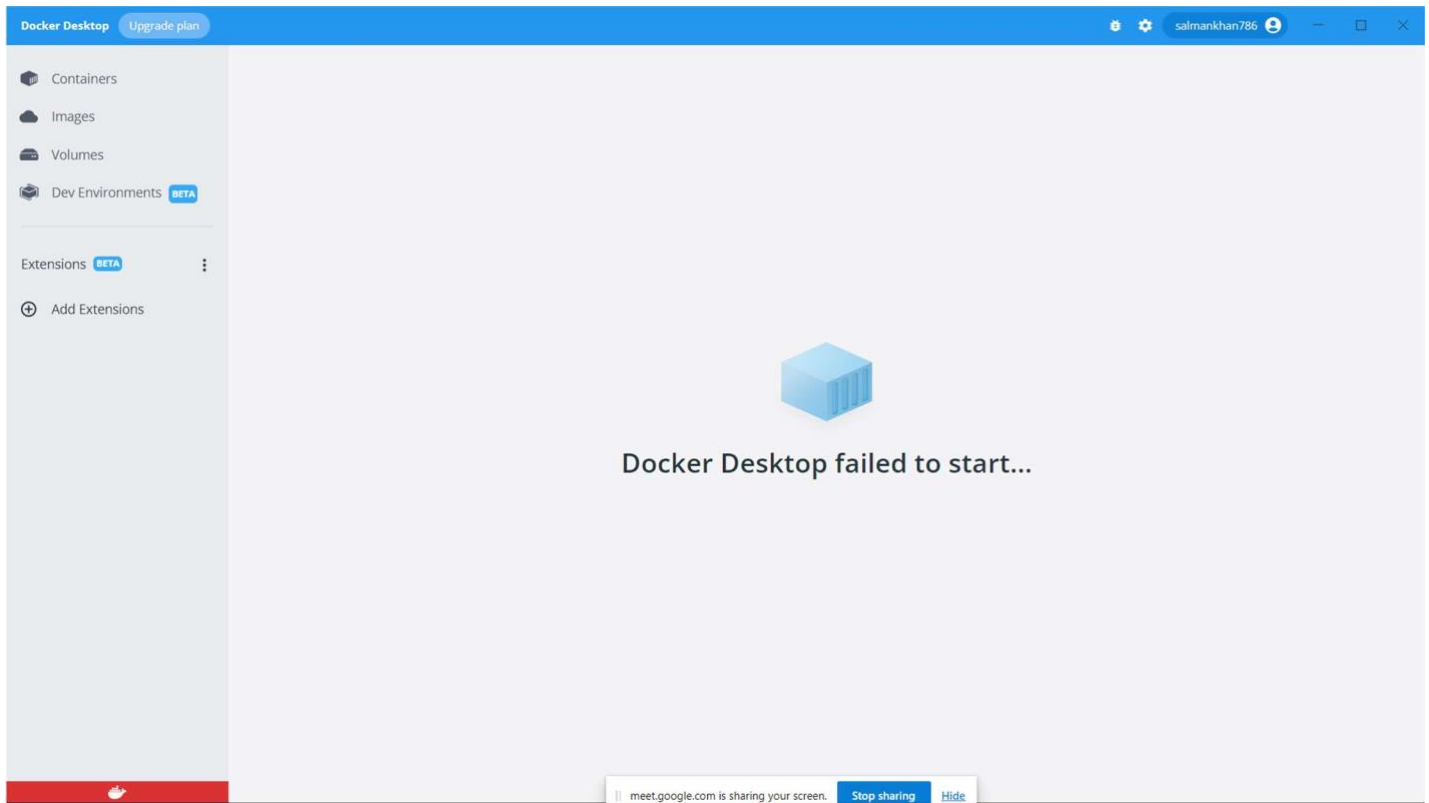 Docker Desktop Upgrade plan salmankhan786
Containers
Images
Volumes
Dev Environments BETA
Extensions BETA
Add Extensions
Docker Desktop failed to start...
meet.google.com is sharing your screen. Stop sharing Hide